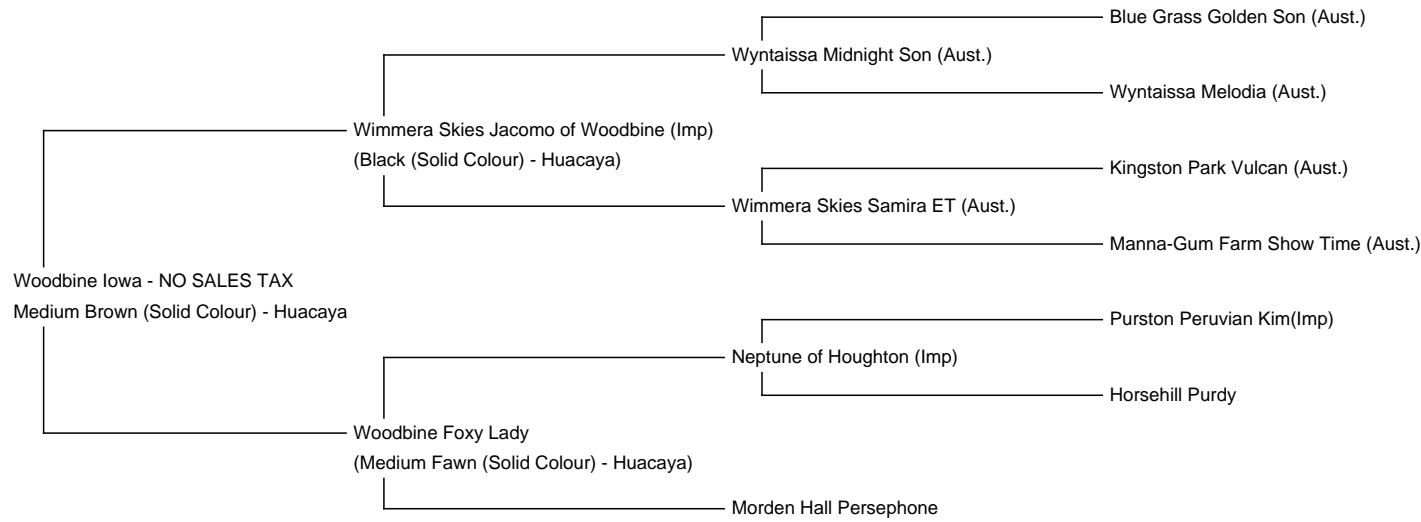 Blue Grass Golden Son (Aust.)
Wyntaissa Midnight Son (Aust.)
Wyntaissa Melodia (Aust.)
Wimmera Skies Jacomo of Woodbine (Imp)
(Black (Solid Colour) - Huacaya)
Kingston Park Vulcan (Aust.)
Wimmera Skies Samira ET (Aust.)
Manna-Gum Farm Show Time (Aust.)
Woodbine Iowa - NO SALES TAX
Medium Brown (Solid Colour) - Huacaya
Purston Peruvian Kim(Imp)
Neptune of Houghton (Imp)
Horsehill Purdy
Woodbine Foxy Lady
(Medium Fawn (Solid Colour) - Huacaya)
Morden Hall Persephone